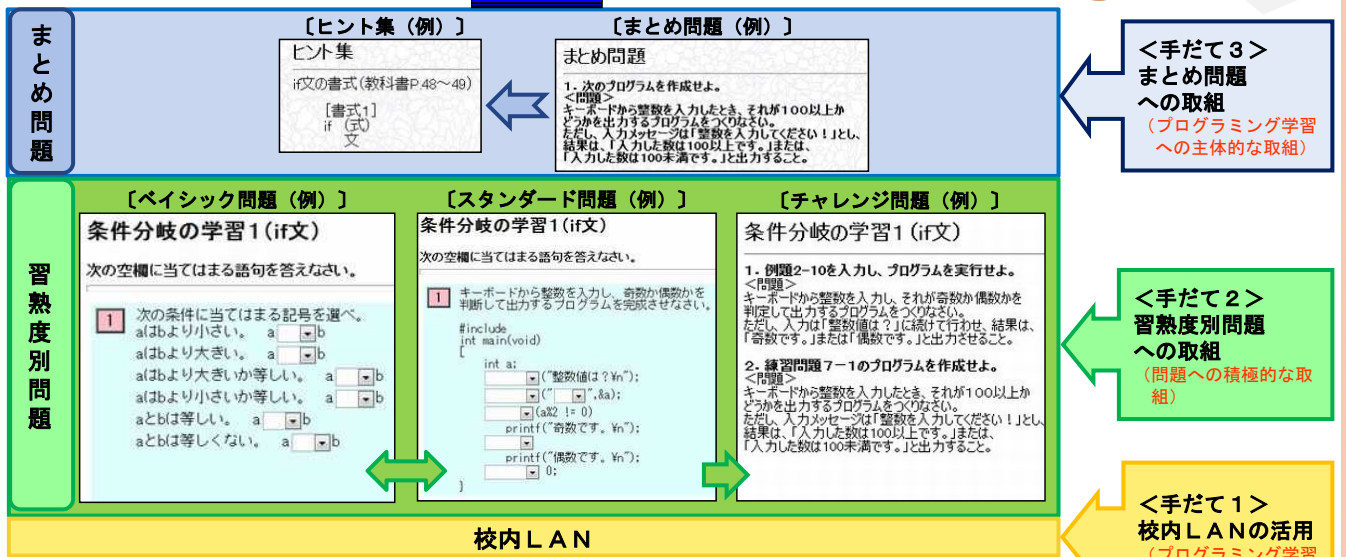 まとめ問題
〔ヒント集（例）〕
ヒント集
if文の書式(教科書P.48～49)
[書式1]
if (式)
文
〔まとめ問題（例）〕
まとめ問題
1. 次のプログラムを作成せよ。
<問題>
キーボードから整数を入力したとき、それが100以上か
どうかを出力するプログラムをつくりなさい。
ただし、入力メッセージは「整数を入力してください！」とし、
結果は、「入力した数は100以上です。」または、
「入力した数は100未満です。」と出力すること。
＜手だて３＞
まとめ問題
への取組
（プログラミング学習
への主体的な取組）
習熟度別問題
〔ベイシック問題（例）〕
条件分岐の学習1(if文)
次の空欄に当てはまる語句を答えなさい。
1 次の条件に当てはまる記号を選べ。
aはbより小さい。 a b
aはbより大きい。 a b
aはbより大きいか等しい。 a b
aはbより小さいか等しい。 a b
aとbは等しい。 a b
aとbは等しくない。 a b
〔スタンダード問題（例）〕
条件分岐の学習1(if文)
次の空欄に当てはまる語句を答えなさい。
1 キーボードから整数を入力し、奇数か偶数かを
判断して出力するプログラムを完成させなさい。
#include
int main(void)
[
int a;
("整数値は？¥n");
(" ",&a);
(a%2 != 0)
printf("奇数です。¥n");
printf("偶数です。¥n");
0;
}
〔チャレンジ問題（例）〕
条件分岐の学習1(if文)
1. 例題2-10を入力し、プログラムを実行せよ。
<問題>
キーボードから整数を入力し、それが奇数か偶数かを
判定して出力するプログラムをつくりなさい。
ただし、入力は「整数値は？」に続けて行わせ、結果は、
「奇数です。」または「偶数です。」と出力させること。
2. 練習問題7-1のプログラムを作成せよ。
<問題>
キーボードから整数を入力したとき、それが100以上か
どうかを出力するプログラムをつくりなさい。
ただし、入力メッセージは「整数を入力してください！」とし、
結果は、「入力した数は100以上です。」または、
「入力した数は100未満です。」と出力すること。
＜手だて２＞
習熟度別問題
への取組
（問題への積極的な取
組）
校内ＬＡＮ
＜手だて１＞
校内ＬＡＮの活用
（プログラミング学習